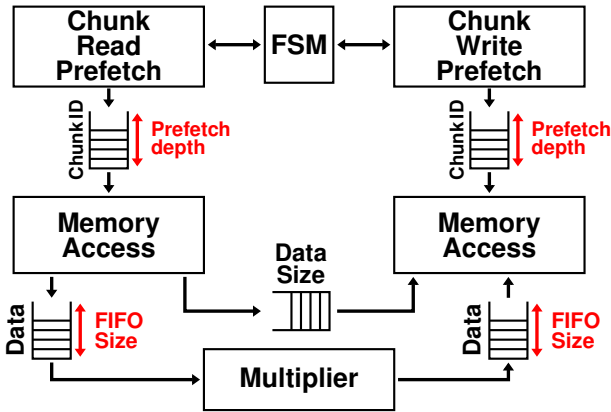 Chunk
Read
Prefetch
FSM
Chunk
Write
Prefetch
Chunk ID
Prefetch
depth
Chunk ID
Prefetch
depth
Memory
Access
Data
Size
Memory
Access
Data
FIFO
Size
Data
FIFO
Size
Multiplier